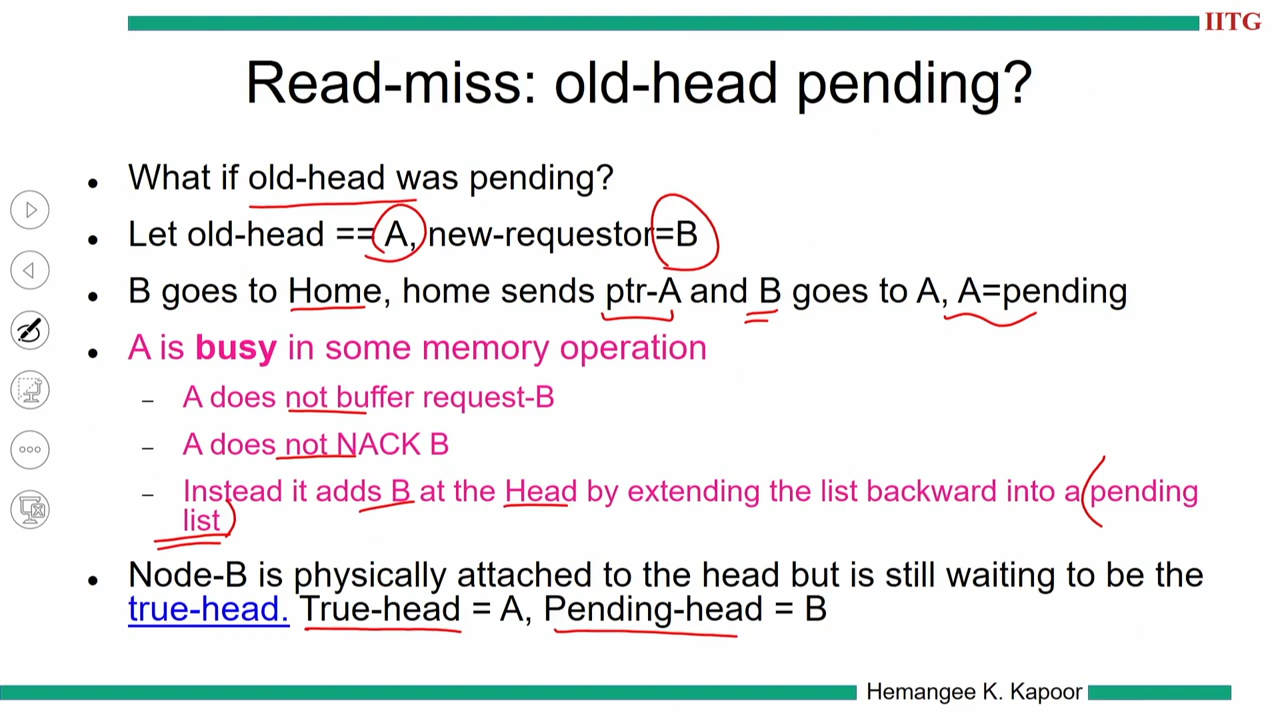 IITG
Read-miss: old-head pending?
• What if old-head was pending?
• Let old-head == A, new-requestor=B
• B goes to Home, home sends ptr-A and B goes to A, A=pending
• A is busy in some memory operation
– A does not buffer request-B
– A does not NACK B
– Instead it adds B at the Head by extending the list backward into a pending
list
• Node-B is physically attached to the head but is still waiting to be the
true-head. True-head = A, Pending-head = B
Hemangee K. Kapoor